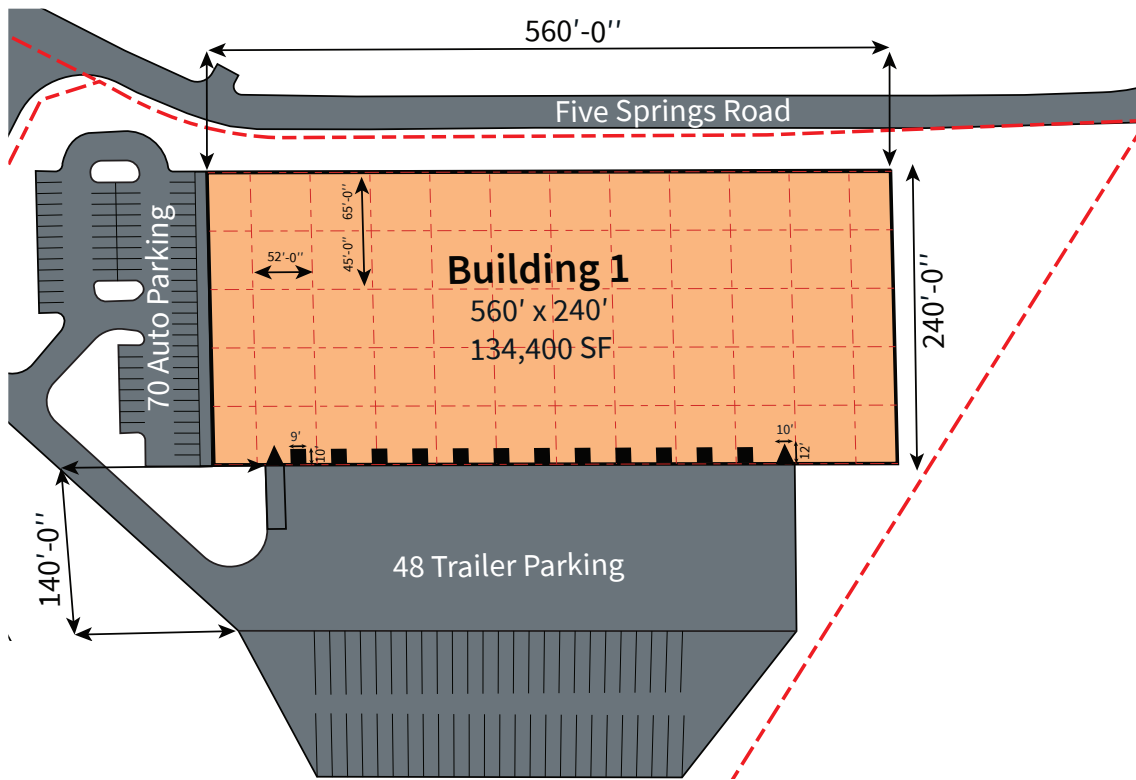 560'-0''
Five Springs Road
70 Auto Parking
65'-0''
45'-0''
52'-0''
Building 1
560' x 240'
134,400 SF
240'-0''
9'
10'
10'
12'
140'-0''
48 Trailer Parking